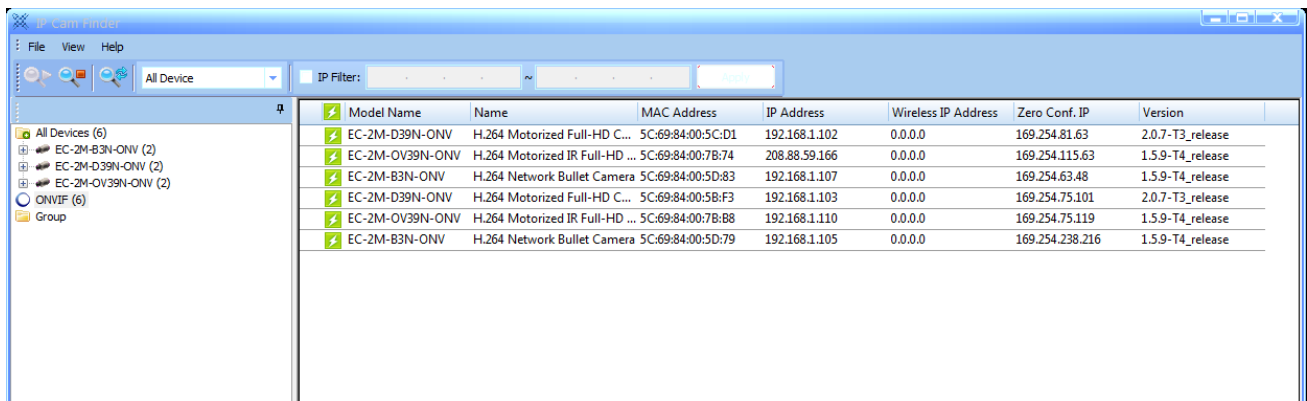 IP Cam Finder
File View Help
All Device IP Filter: . . . ~ . . . Apply
Model Name Name MAC Address IP Address Wireless IP Address Zero Conf. IP Version
All Devices (6)
EC-2M-B3N-ONV (2)
EC-2M-D39N-ONV (2)
EC-2M-OV39N-ONV (2)
ONVIF (6)
Group
EC-2M-D39N-ONV H.264 Motorized Full-HD C... 5C:69:84:00:5C:D1 192.168.1.102 0.0.0.0 169.254.81.63 2.0.7-T3_release
EC-2M-OV39N-ONV H.264 Motorized IR Full-HD ... 5C:69:84:00:7B:74 208.88.59.166 0.0.0.0 169.254.115.63 1.5.9-T4_release
EC-2M-B3N-ONV H.264 Network Bullet Camera 5C:69:84:00:5D:83 192.168.1.107 0.0.0.0 169.254.63.48 1.5.9-T4_release
EC-2M-D39N-ONV H.264 Motorized Full-HD C... 5C:69:84:00:5B:F3 192.168.1.103 0.0.0.0 169.254.75.101 2.0.7-T3_release
EC-2M-OV39N-ONV H.264 Motorized IR Full-HD ... 5C:69:84:00:7B:B8 192.168.1.110 0.0.0.0 169.254.75.119 1.5.9-T4_release
EC-2M-B3N-ONV H.264 Network Bullet Camera 5C:69:84:00:5D:79 192.168.1.105 0.0.0.0 169.254.238.216 1.5.9-T4_release